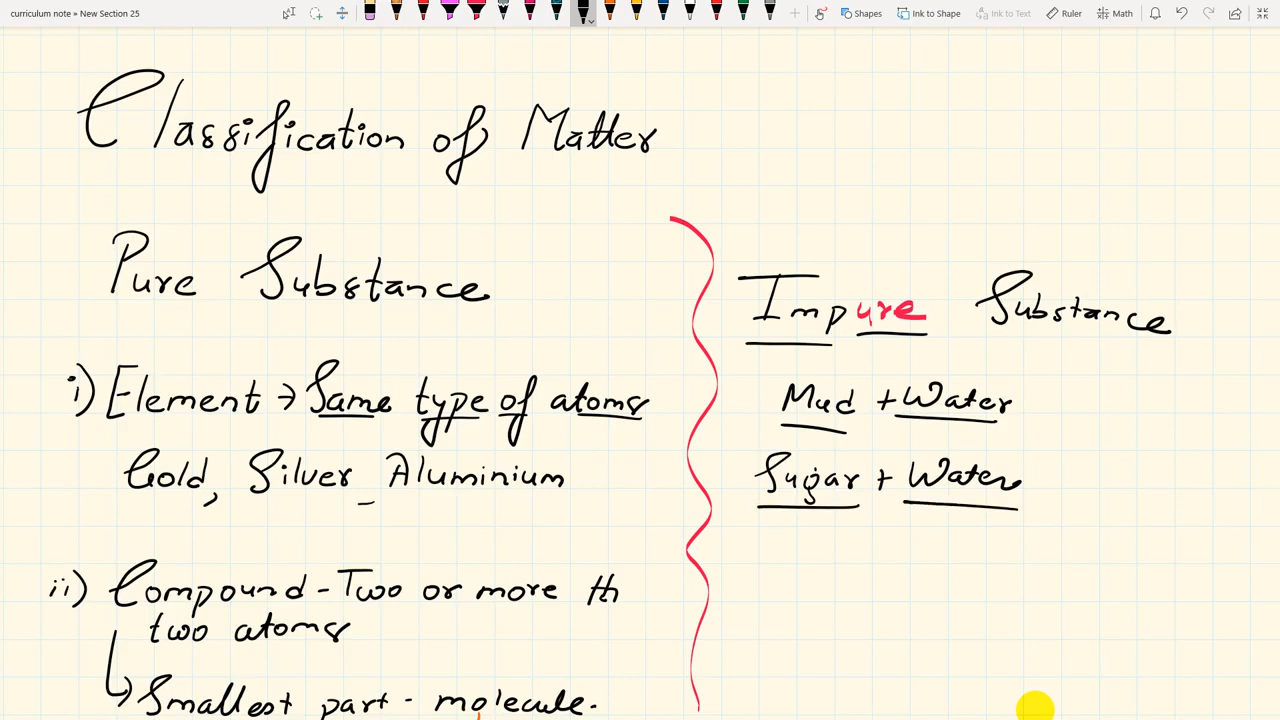 curriculum note » New Section 25
Shapes
Ink to Shape
Ink to Text
Ruler
Math
Classification of Matter
Pure Substance
i) Element → Same type of atoms
Gold, Silver Aluminium
ii) Compound - Two or more th
two atoms
Smallest part - molecule.
Impure Substance
Mud + Water
Sugar + Water